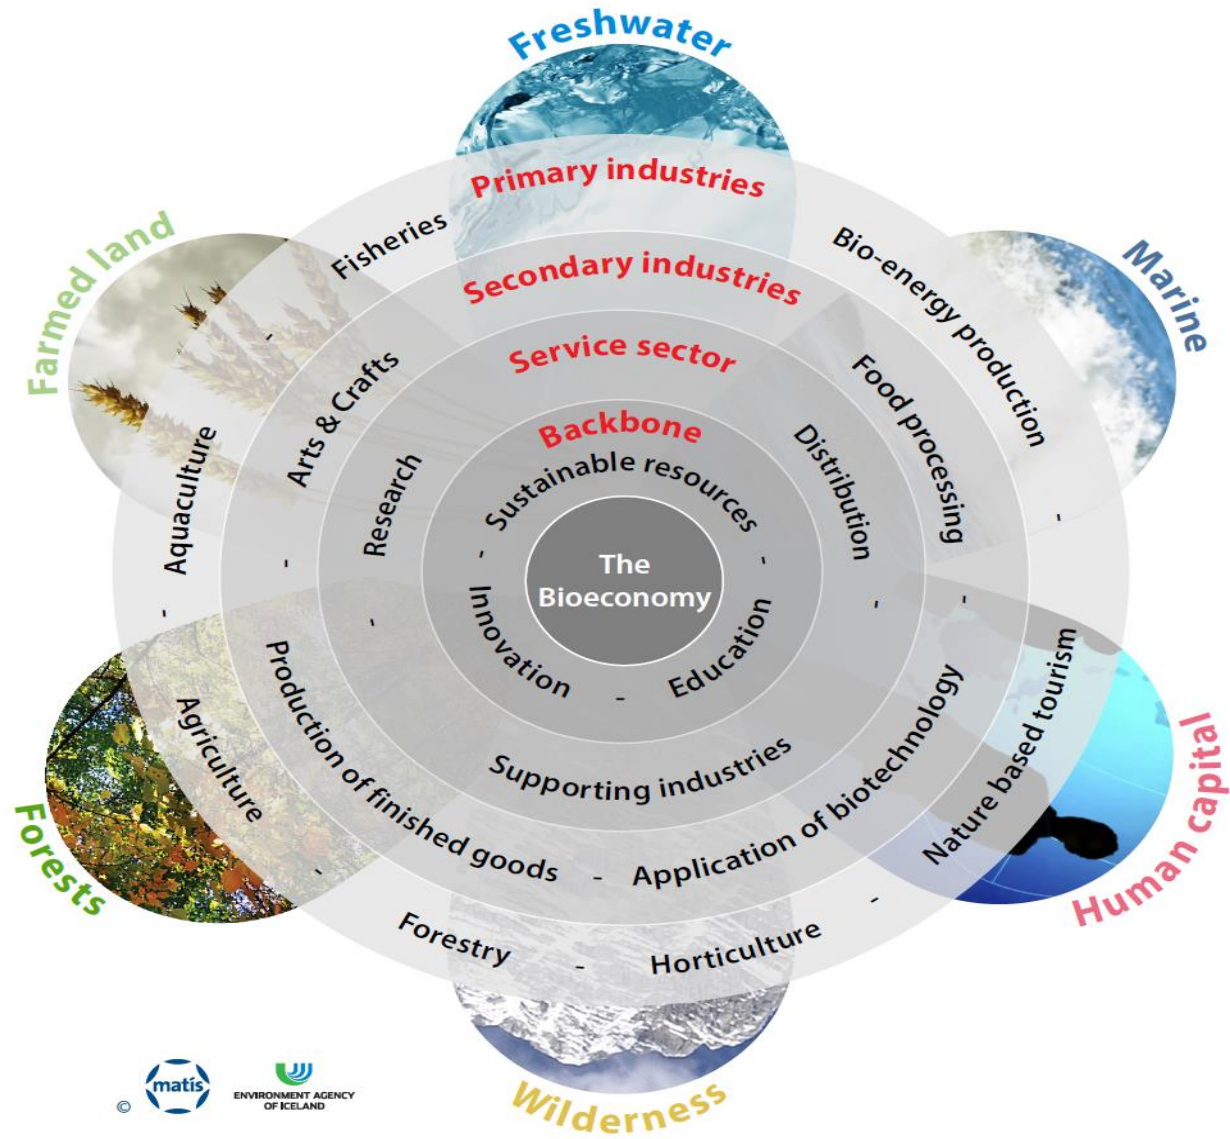 Freshwater
Marine
Human capital
Wilderness
Forests
Farmed land
Primary industries
Bio-energy production
-
Nature based tourism
-
Horticulture
-
Forestry
-
Agriculture
-
Aquaculture
-
Fisheries
Secondary industries
Food processing
-
Application of biotechnology
-
Production of finished goods
-
Arts & Crafts
Service sector
Distribution
-
Supporting industries
-
Research
Backbone
Sustainable resources
-
Education
-
Innovation
-
The
Bioeconomy
©
matís
ENVIRONMENT AGENCY
OF ICELAND